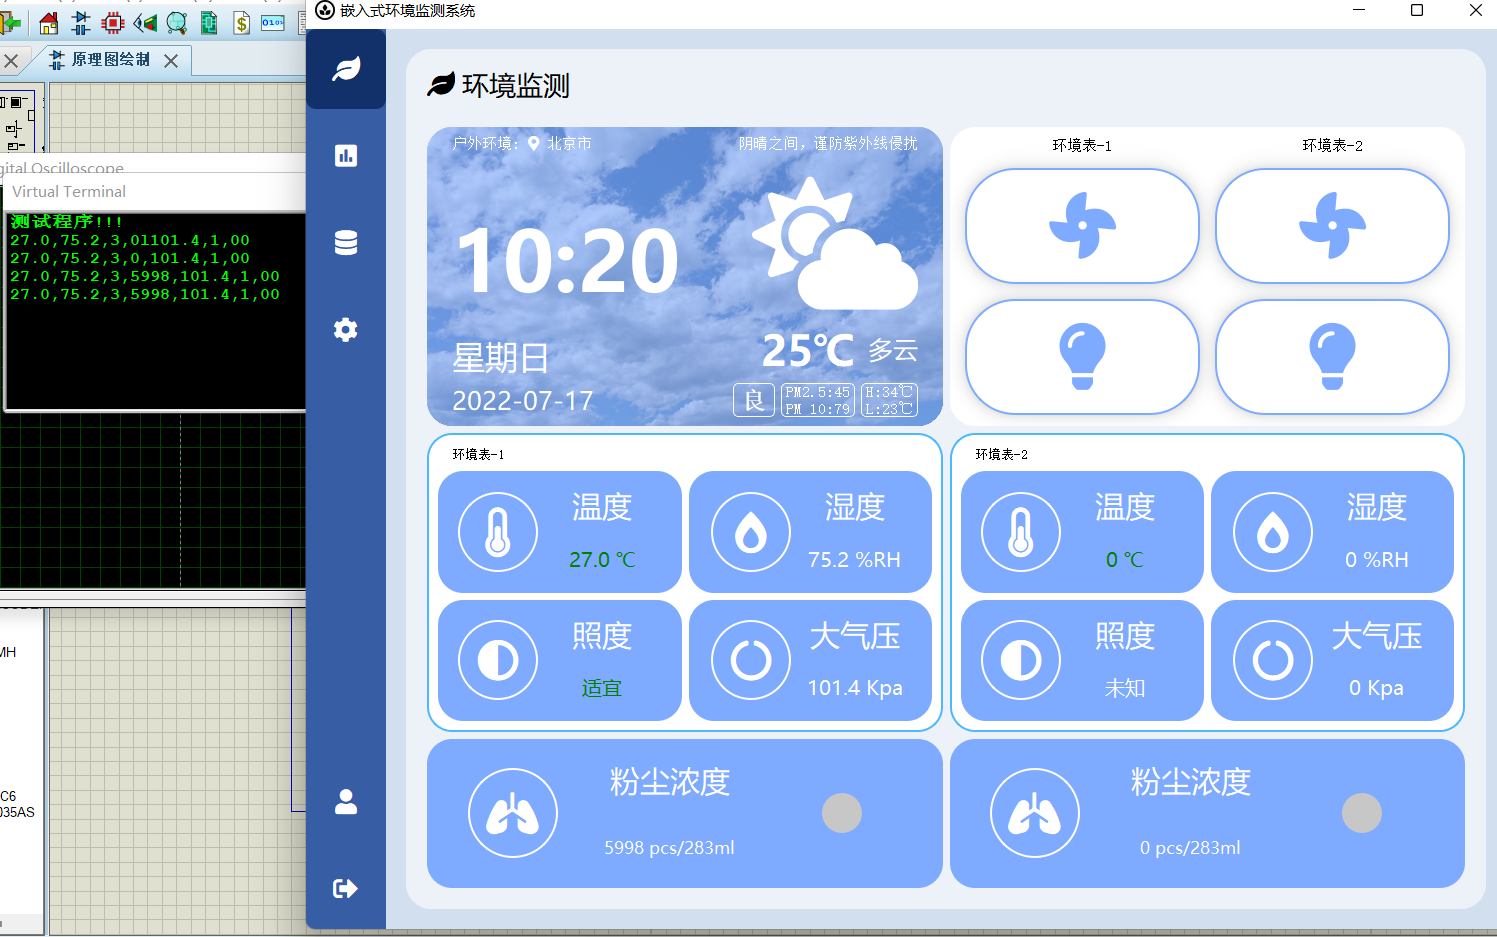 嵌入式环境监测系统
原理图绘制
gital Oscilloscope
Virtual Terminal
测试程序!!!
27.0,75.2,3,0l101.4,1,00
27.0,75.2,3,0,101.4,1,00
27.0,75.2,3,5998,101.4,1,00
27.0,75.2,3,5998,101.4,1,00
MH
C6
035AS
环境监测
户外环境: 北京市
阴晴之间，谨防紫外线侵扰
10:20
星期日
2022-07-17
25℃ 多云
良
PM2.5:45
PM 10:79
H:34℃
L:23℃
环境表-1
环境表-2
环境表-1
温度
27.0 ℃
湿度
75.2 %RH
照度
适宜
大气压
101.4 Kpa
环境表-2
温度
0 ℃
湿度
0 %RH
照度
未知
大气压
0 Kpa
粉尘浓度
5998 pcs/283ml
粉尘浓度
0 pcs/283ml